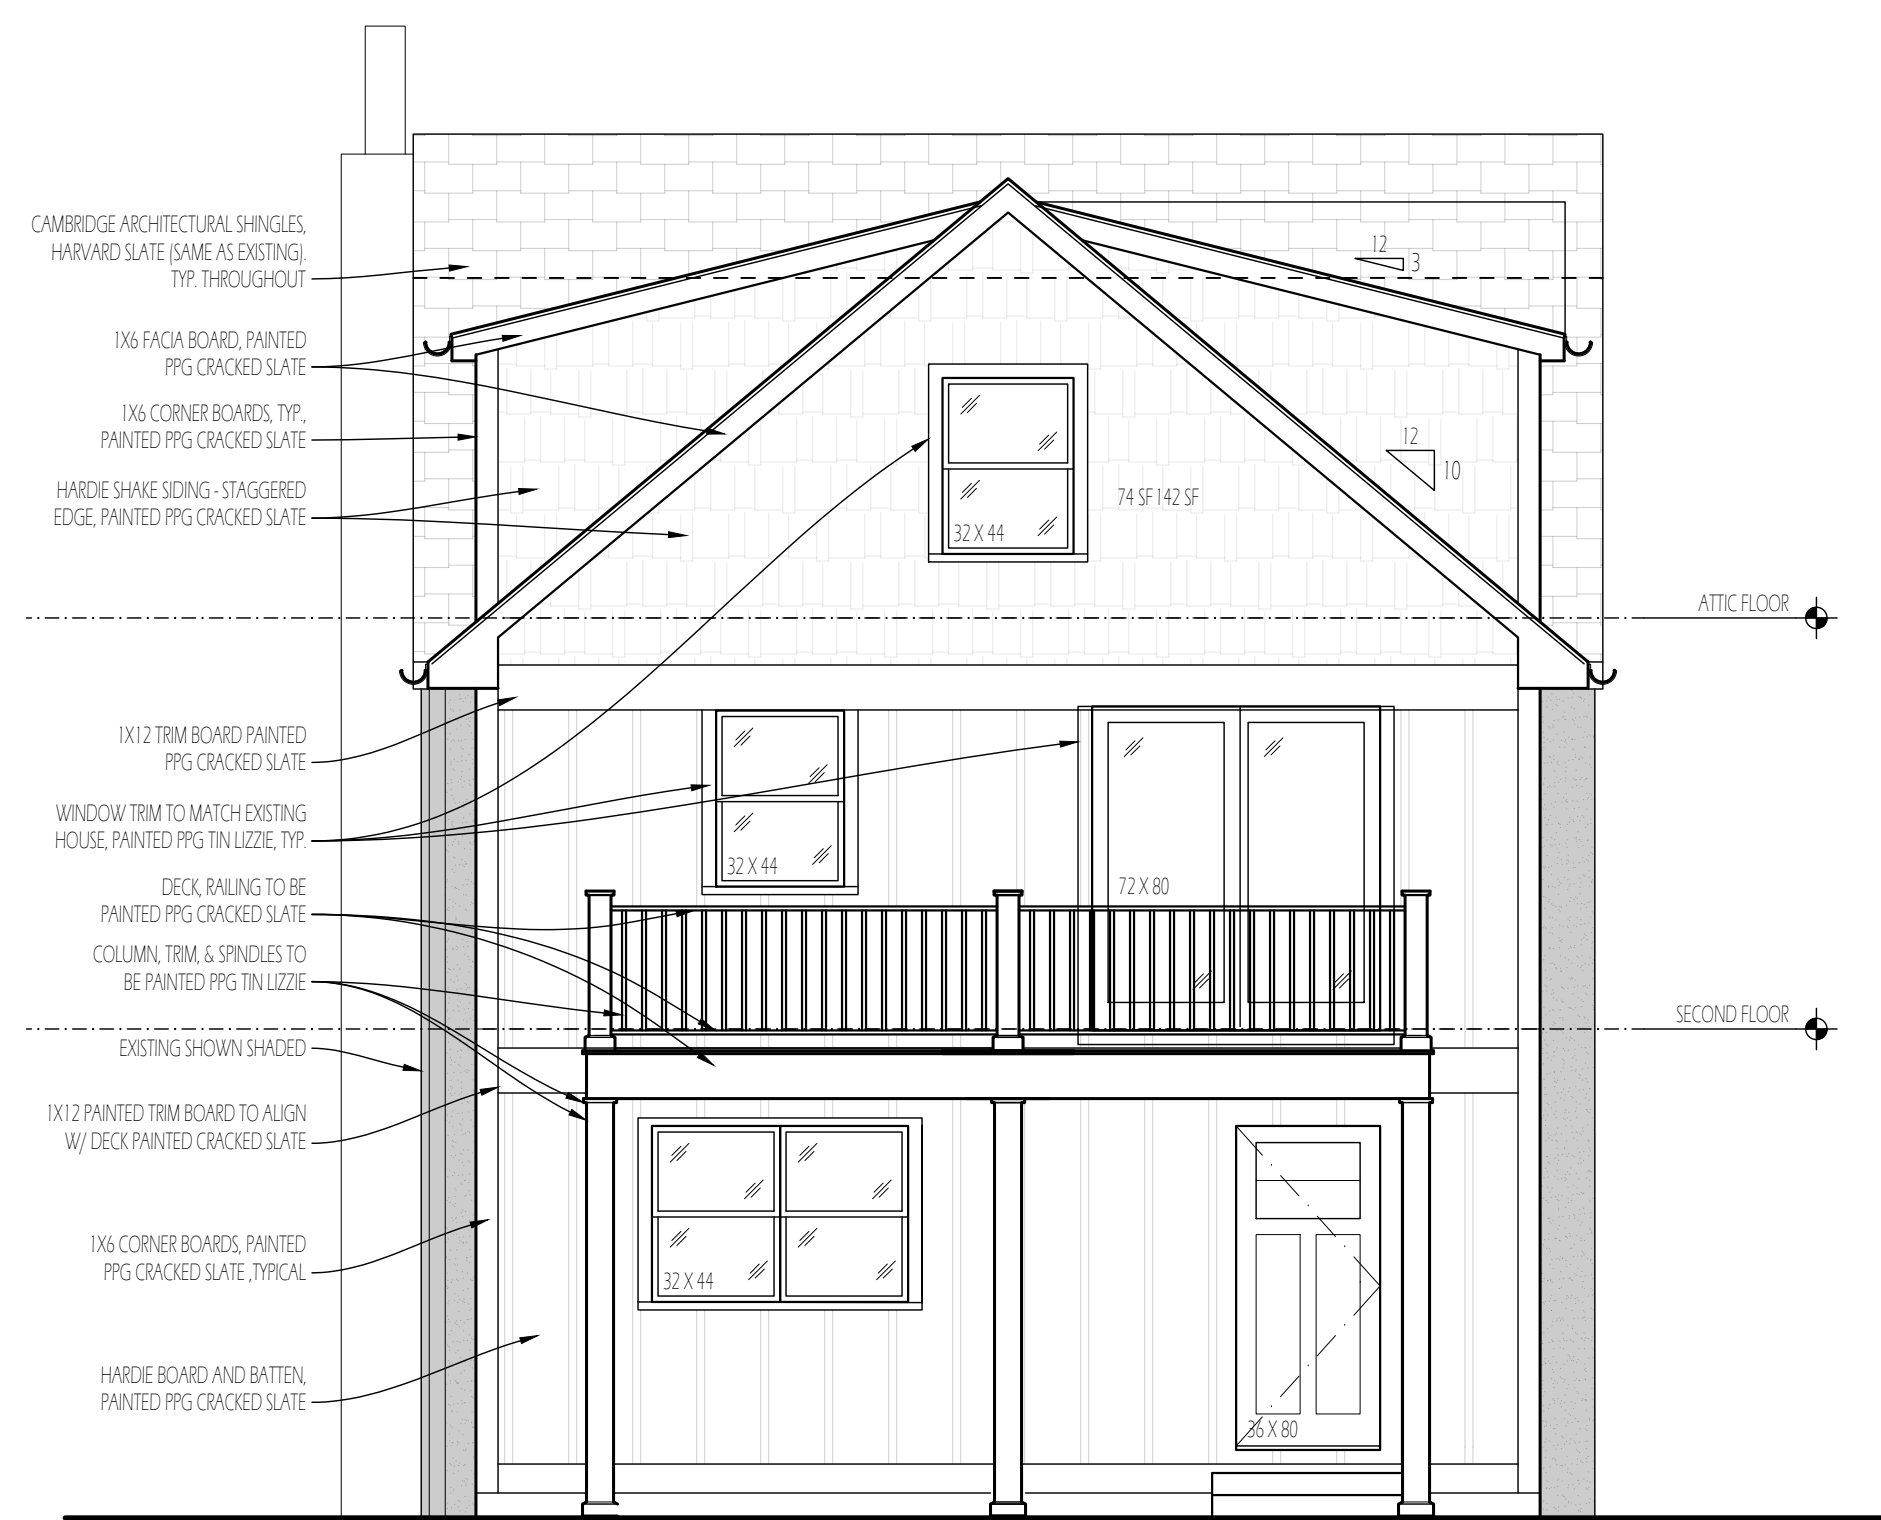 CAMBRIDGE ARCHITECTURAL SHINGLES,
HARVARD SLATE (SAME AS EXISTING).
TYP. THROUGHOUT
1X6 FACIA BOARD, PAINTED
PPG CRACKED SLATE
1X6 CORNER BOARDS, TYP.,
PAINTED PPG CRACKED SLATE
HARDIE SHAKE SIDING - STAGGERED
EDGE, PAINTED PPG CRACKED SLATE
1X12 TRIM BOARD PAINTED
PPG CRACKED SLATE
WINDOW TRIM TO MATCH EXISTING
HOUSE, PAINTED PPG TIN LIZZIE, TYP.
DECK, RAILING TO BE
PAINTED PPG CRACKED SLATE
COLUMN, TRIM, & SPINDLES TO
BE PAINTED PPG TIN LIZZIE
EXISTING SHOWN SHADED
1X12 PAINTED TRIM BOARD TO ALIGN
W/ DECK PAINTED CRACKED SLATE
1X6 CORNER BOARDS, PAINTED
PPG CRACKED SLATE ,TYPICAL
HARDIE BOARD AND BATTEN,
PAINTED PPG CRACKED SLATE
12
3
12
10
74 SF 142 SF
32 X 44
32 X 44
72 X 80
32 X 44
36 X 80
ATTIC FLOOR
SECOND FLOOR